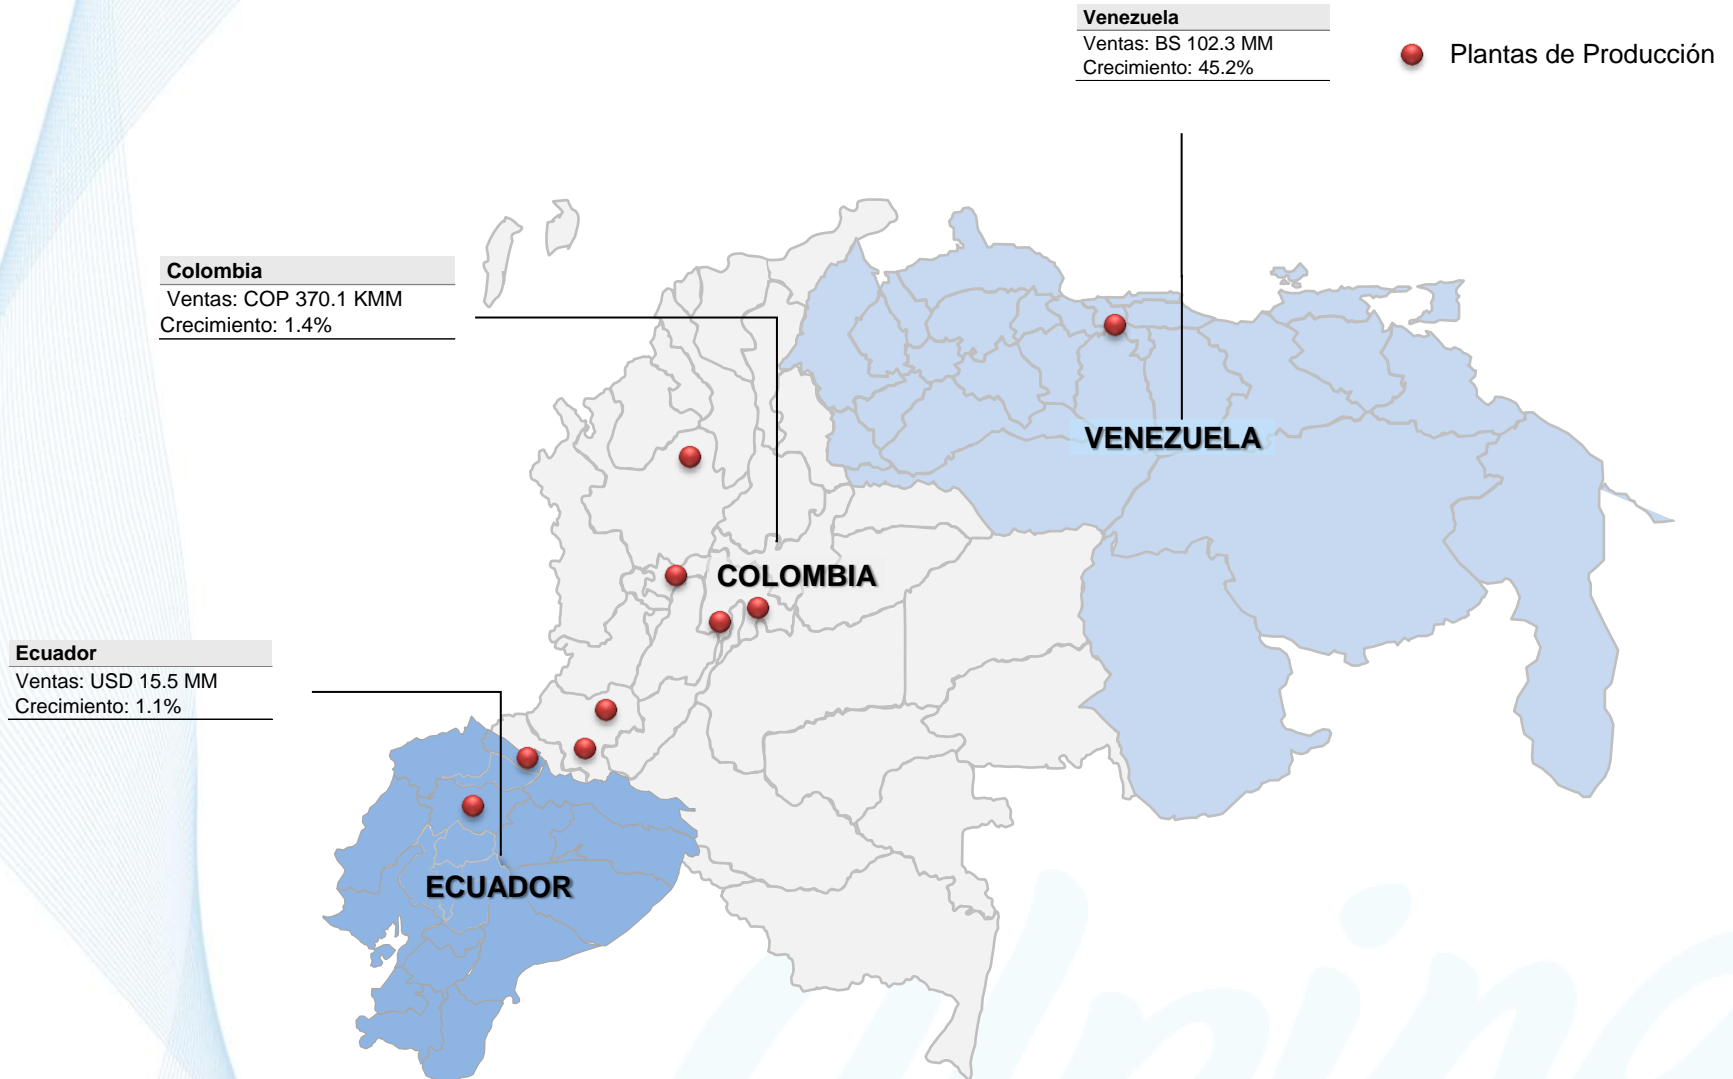 Venezuela
Ventas: BS 102.3 MM
Crecimiento: 45.2%
Plantas de Producción
Colombia
Ventas: COP 370.1 KMM
Crecimiento: 1.4%
VENEZUELA
COLOMBIA
Ecuador
Ventas: USD 15.5 MM
Crecimiento: 1.1%
ECUADOR
Alpina